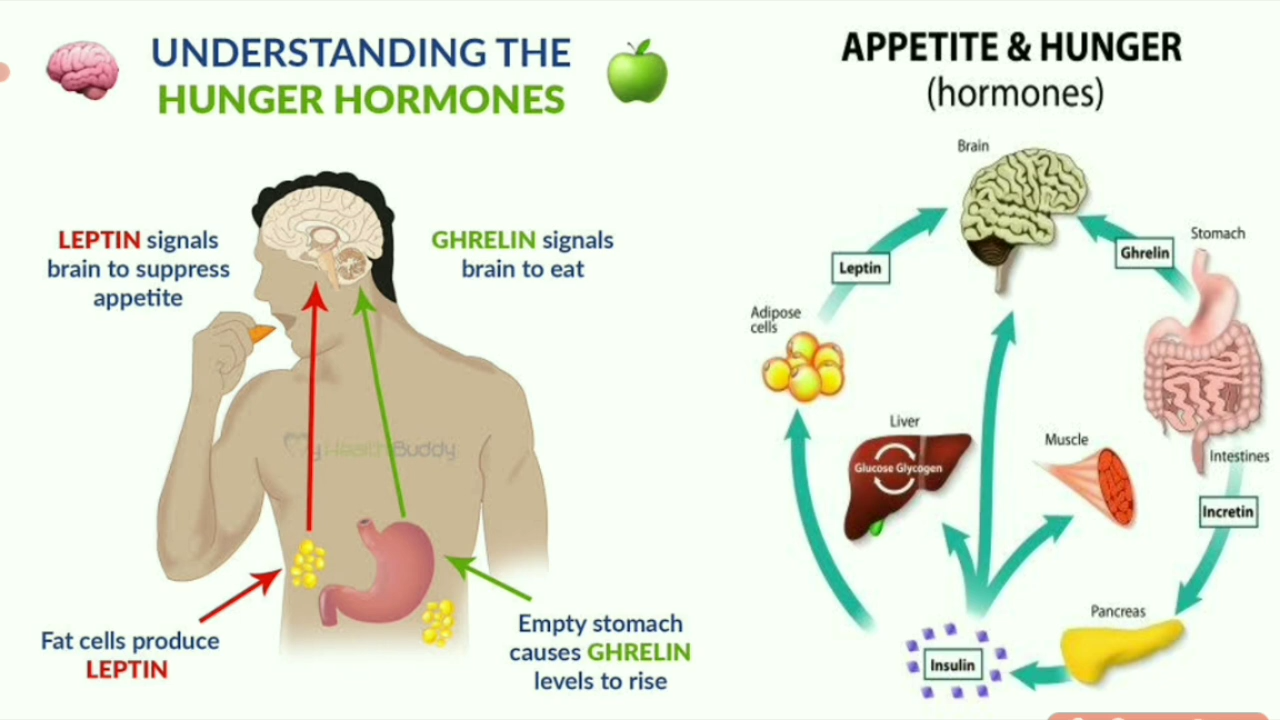 UNDERSTANDING THE
HUNGER HORMONES
LEPTIN signals
brain to suppress
appetite
GHRELIN signals
brain to eat
My HealthBuddy
Fat cells produce
LEPTIN
Empty stomach
causes GHRELIN
levels to rise
APPETITE & HUNGER
(hormones)
Brain
Stomach
Ghrelin
Leptin
Adipose
cells
Liver
Glucose Glycogen
Muscle
Intestines
Incretin
Pancreas
Insulin